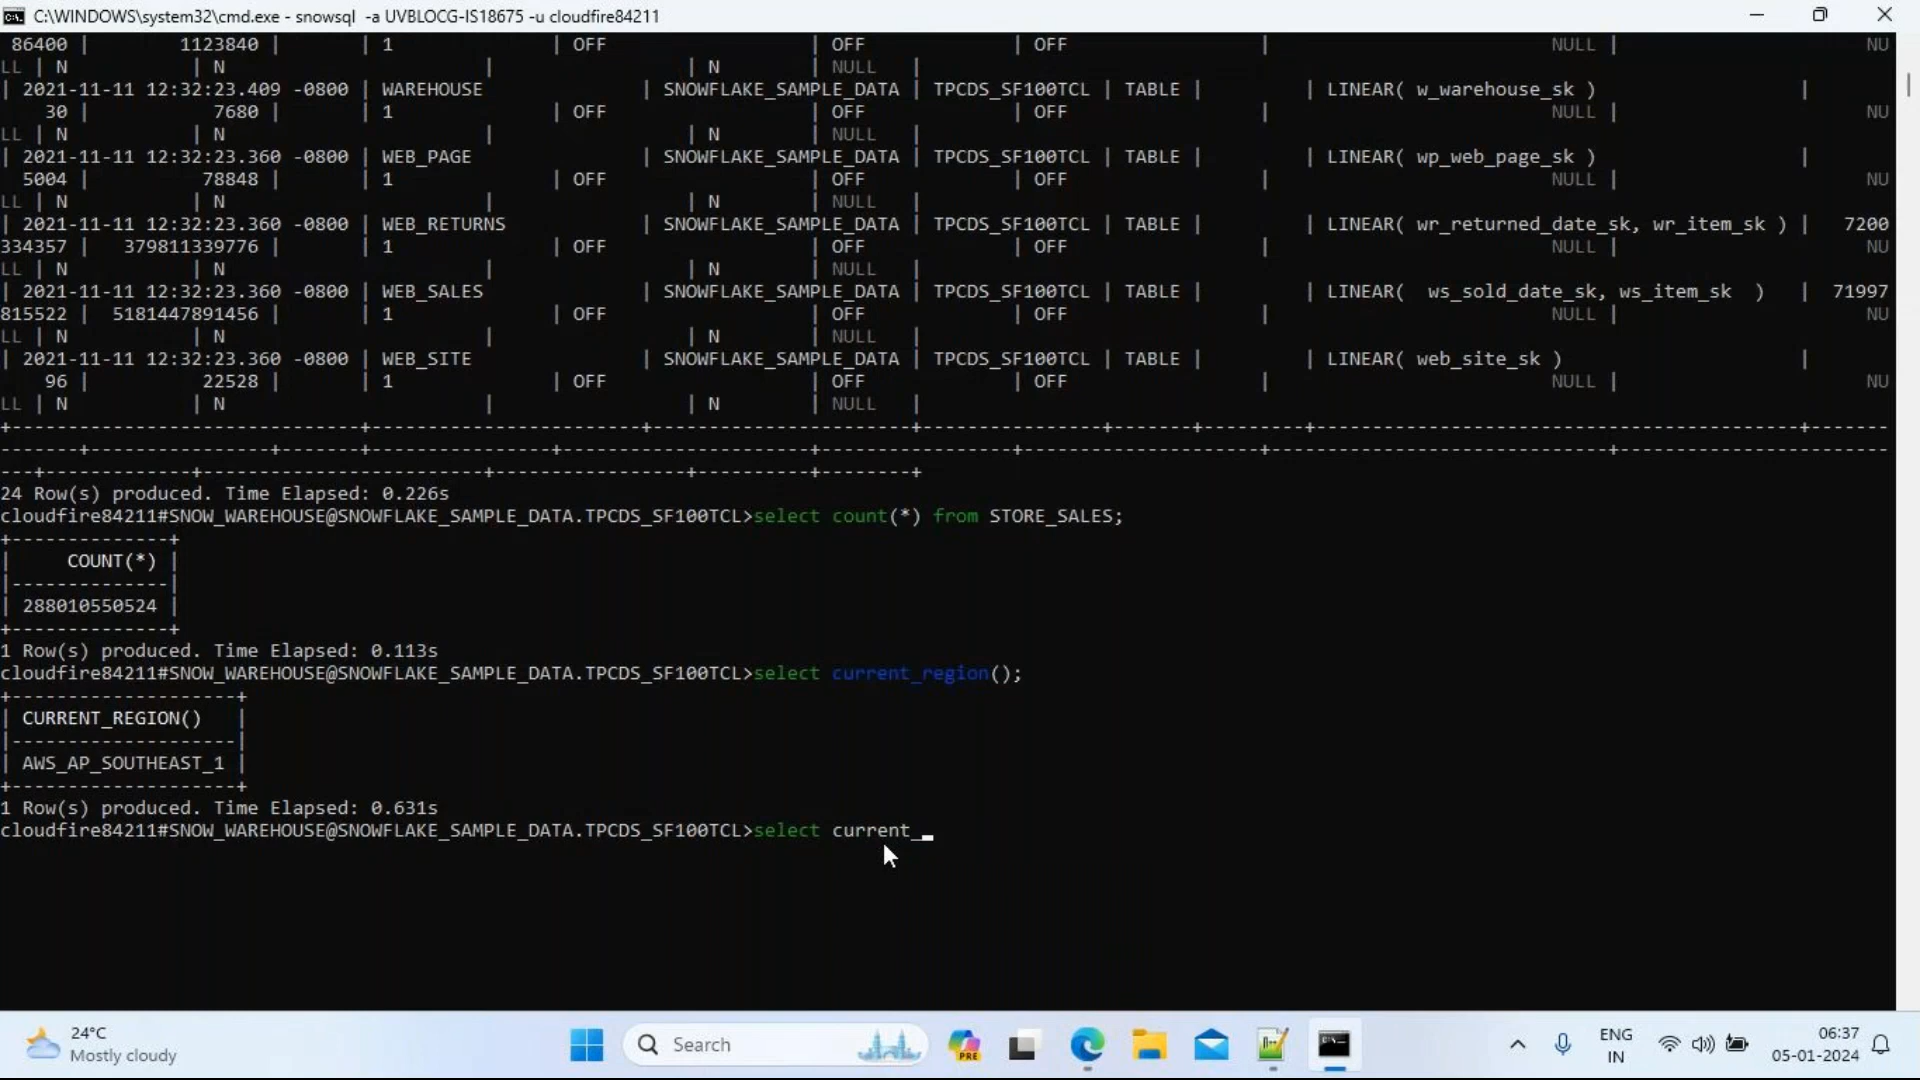 C:\WINDOWS\system32\cmd.exe - snowsql  -a UVBLOCG-IS18675 -u cloudfire84211
 86400 |        1123840 |       | 1              | OFF                  | OFF              | OFF                   |                          NULL |                       NU
LL | N           | N                       |                 | N         | NULL   |
| 2021-11-11 12:32:23.409 -0800 | WAREHOUSE              | SNOWFLAKE_SAMPLE_DATA | TPCDS_SF100TCL | TABLE |         | LINEAR( w_warehouse_sk )                   |
    30 |           7680 |       | 1              | OFF                  | OFF              | OFF                   |                          NULL |                       NU
LL | N           | N                       |                 | N         | NULL   |
| 2021-11-11 12:32:23.360 -0800 | WEB_PAGE               | SNOWFLAKE_SAMPLE_DATA | TPCDS_SF100TCL | TABLE |         | LINEAR( wp_web_page_sk )                   |
  5004 |          78848 |       | 1              | OFF                  | OFF              | OFF                   |                          NULL |                       NU
LL | N           | N                       |                 | N         | NULL   |
| 2021-11-11 12:32:23.360 -0800 | WEB_RETURNS            | SNOWFLAKE_SAMPLE_DATA | TPCDS_SF100TCL | TABLE |         | LINEAR( wr_returned_date_sk, wr_item_sk ) |   7200
334357 |   379811339776 |       | 1              | OFF                  | OFF              | OFF                   |                          NULL |                       NU
LL | N           | N                       |                 | N         | NULL   |
| 2021-11-11 12:32:23.360 -0800 | WEB_SALES              | SNOWFLAKE_SAMPLE_DATA | TPCDS_SF100TCL | TABLE |         | LINEAR(  ws_sold_date_sk, ws_item_sk  )   |  71997
815522 |  5181447891456 |       | 1              | OFF                  | OFF              | OFF                   |                          NULL |                       NU
LL | N           | N                       |                 | N         | NULL   |
| 2021-11-11 12:32:23.360 -0800 | WEB_SITE               | SNOWFLAKE_SAMPLE_DATA | TPCDS_SF100TCL | TABLE |         | LINEAR( web_site_sk )                      |
    96 |          22528 |       | 1              | OFF                  | OFF              | OFF                   |                          NULL |                       NU
LL | N           | N                       |                 | N         | NULL   |
24 Row(s) produced. Time Elapsed: 0.226s
cloudfire84211#SNOW_WAREHOUSE@SNOWFLAKE_SAMPLE_DATA.TPCDS_SF100TCL>select count(*) from STORE_SALES;
|     COUNT(*) |
| 288010550524 |
1 Row(s) produced. Time Elapsed: 0.113s
cloudfire84211#SNOW_WAREHOUSE@SNOWFLAKE_SAMPLE_DATA.TPCDS_SF100TCL>select current_region();
| CURRENT_REGION()   |
| AWS_AP_SOUTHEAST_1 |
1 Row(s) produced. Time Elapsed: 0.631s
cloudfire84211#SNOW_WAREHOUSE@SNOWFLAKE_SAMPLE_DATA.TPCDS_SF100TCL>select current_
24°C
Mostly cloudy
Search
PRE
ENG
IN
06:37
05-01-2024